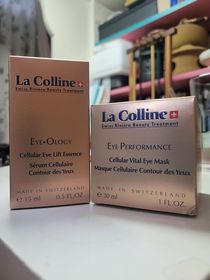 La Colline
Swiss Riviera Beauty Treatment
EYE•OLOGY
Cellular Eye Lift Essence
Sérum Cellulaire
Contour des Yeux
MADE IN SWITZERLAND
e 15 ml 0.5 FL.OZ.
La Colline
Swiss Riviera Beauty Treatment
EYE PERFORMANCE
Cellular Vital Eye Mask
Masque Cellulaire Contour des Yeux
MADE IN SWITZERLAND
e 30 ml 1 FL.OZ.